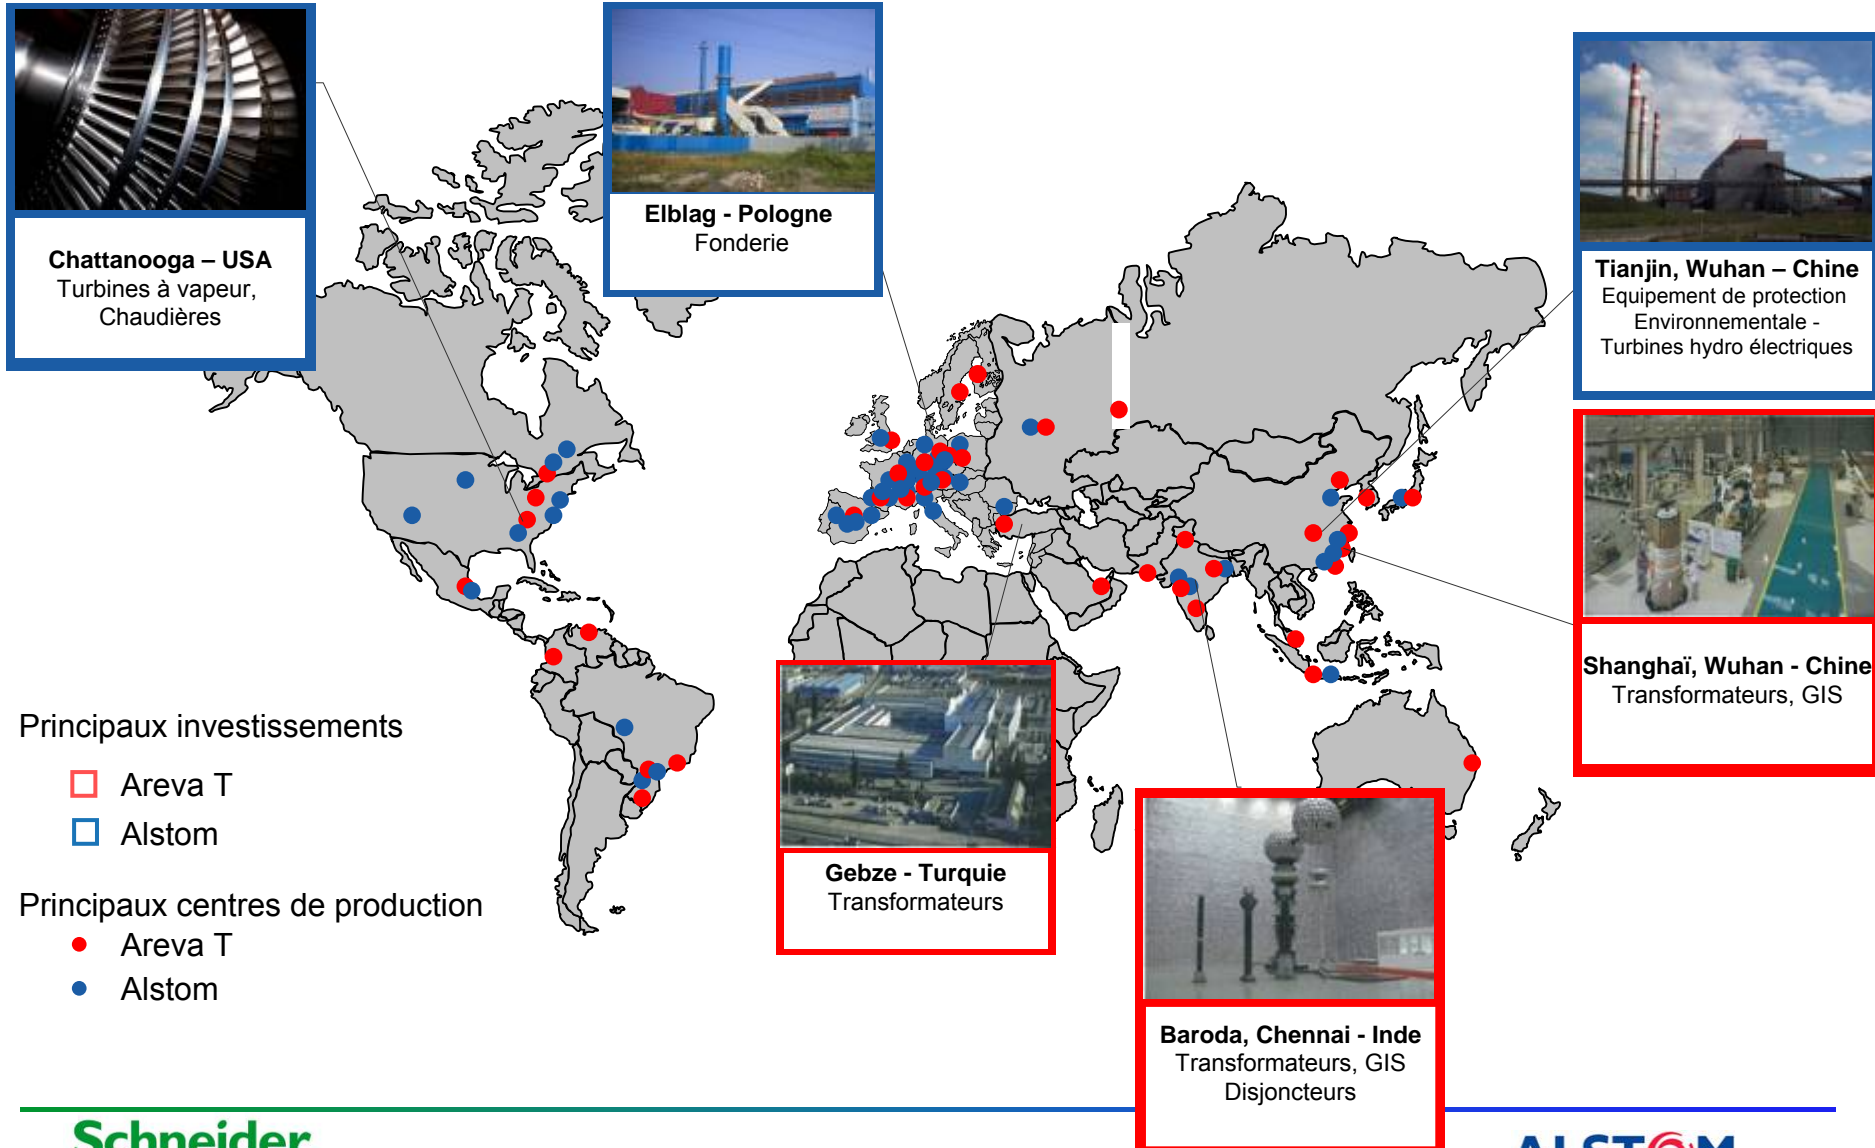 Chattanooga – USA
Turbines à vapeur,
Chaudières
Elblag - Pologne
Fonderie
Tianjin, Wuhan – Chine
Equipement de protection
Environnementale -
Turbines hydro électriques
Shanghaï, Wuhan - Chine
Transformateurs, GIS
Gebze - Turquie
Transformateurs
Baroda, Chennai - Inde
Transformateurs, GIS
Disjoncteurs
Principaux investissements
Areva T
Alstom
Principaux centres de production
Areva T
Alstom
Schneider
ALSTOM